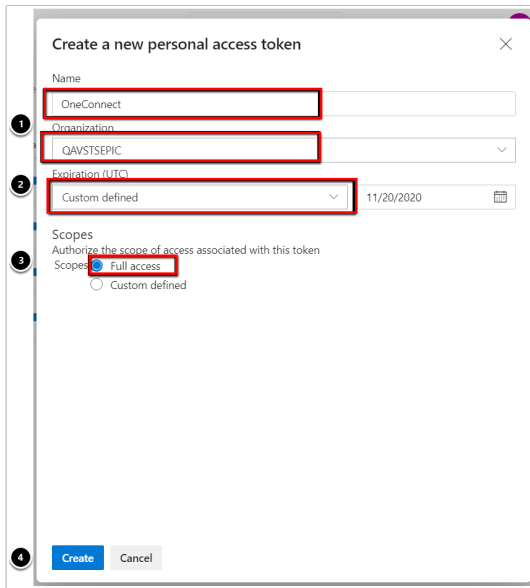 Create a new personal access token
Name
OneConnect
1
Organization
QAVSTSEPIC
2
Expiration (UTC)
Custom defined 11/20/2020
Scopes
Authorize the scope of access associated with this token
3
Scopes Full access
Custom defined
4 Create Cancel